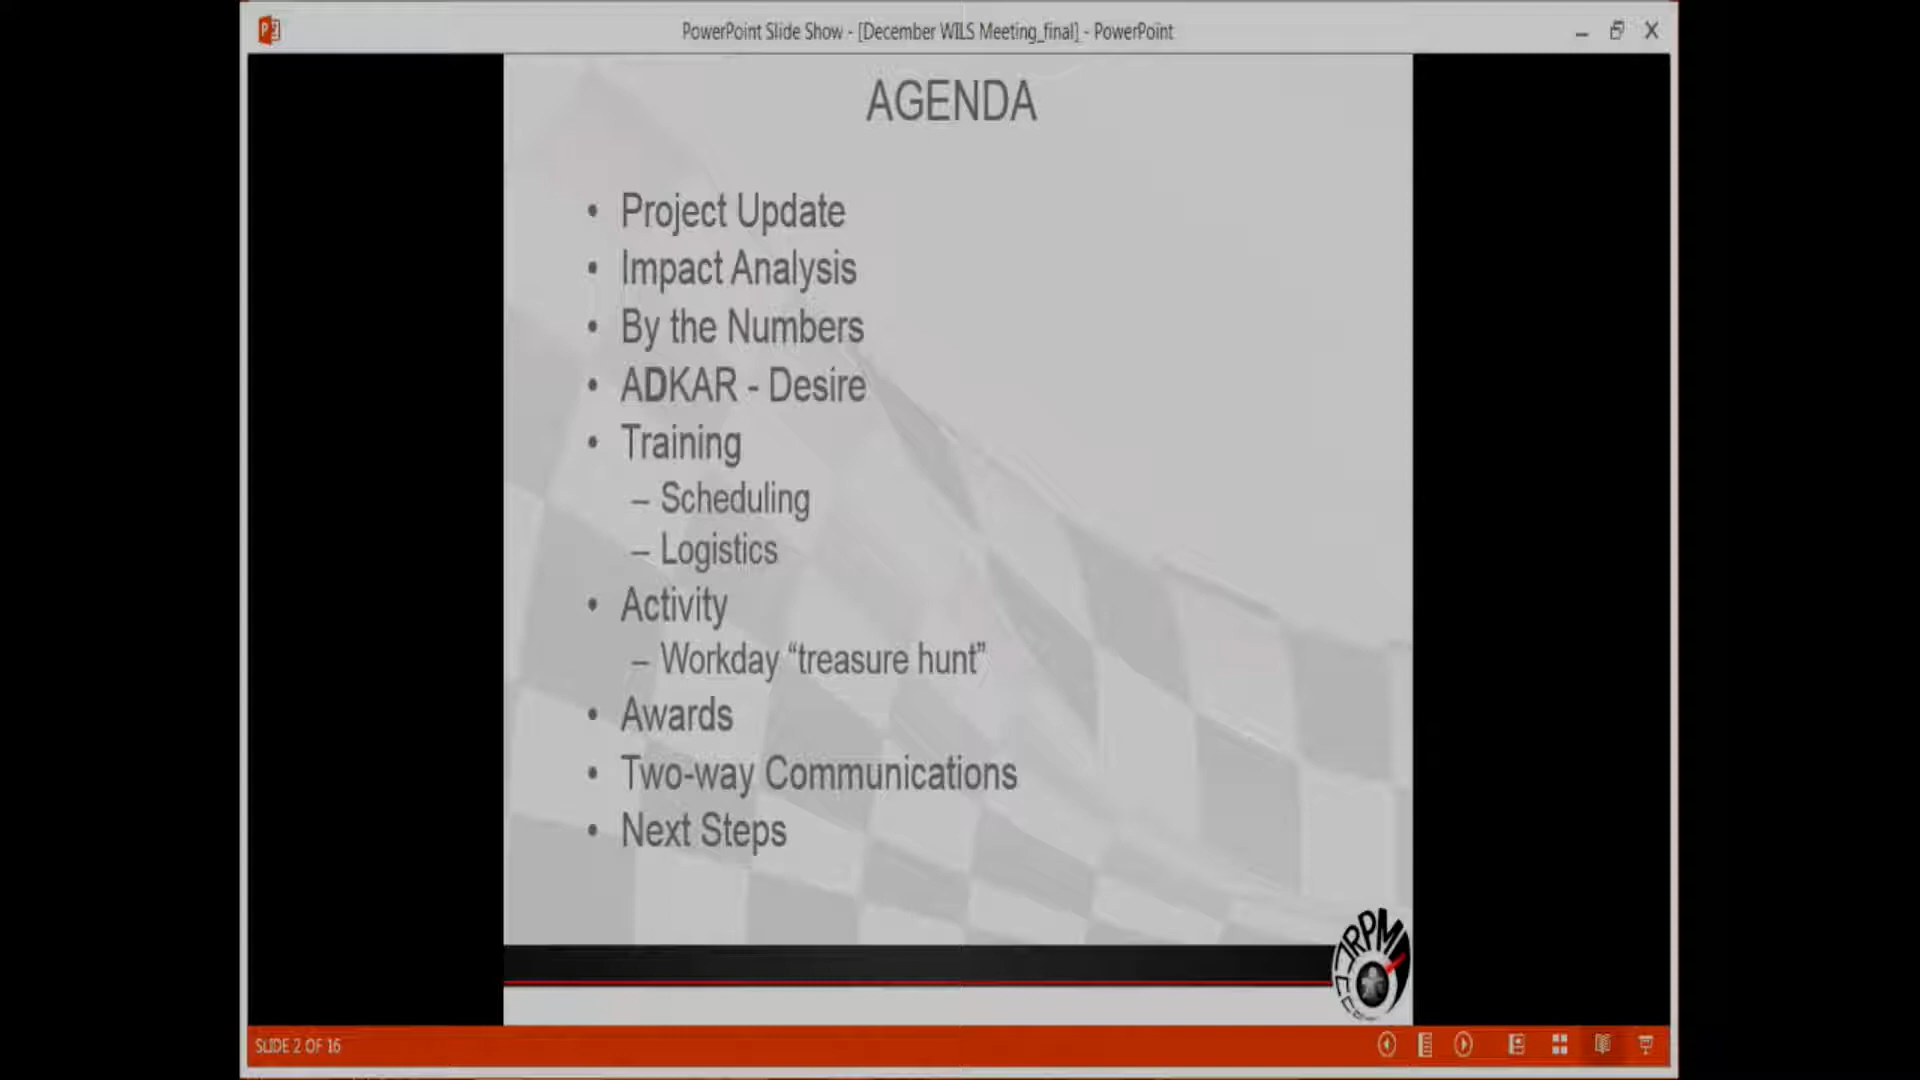 PowerPoint Slide Show - [December WILS Meeting_final] - PowerPoint
AGENDA
• Project Update
• Impact Analysis
• By the Numbers
• ADKAR - Desire
• Training
– Scheduling
– Logistics
• Activity
– Workday “treasure hunt”
• Awards
• Two-way Communications
• Next Steps
RPM
SLIDE 2 OF 16